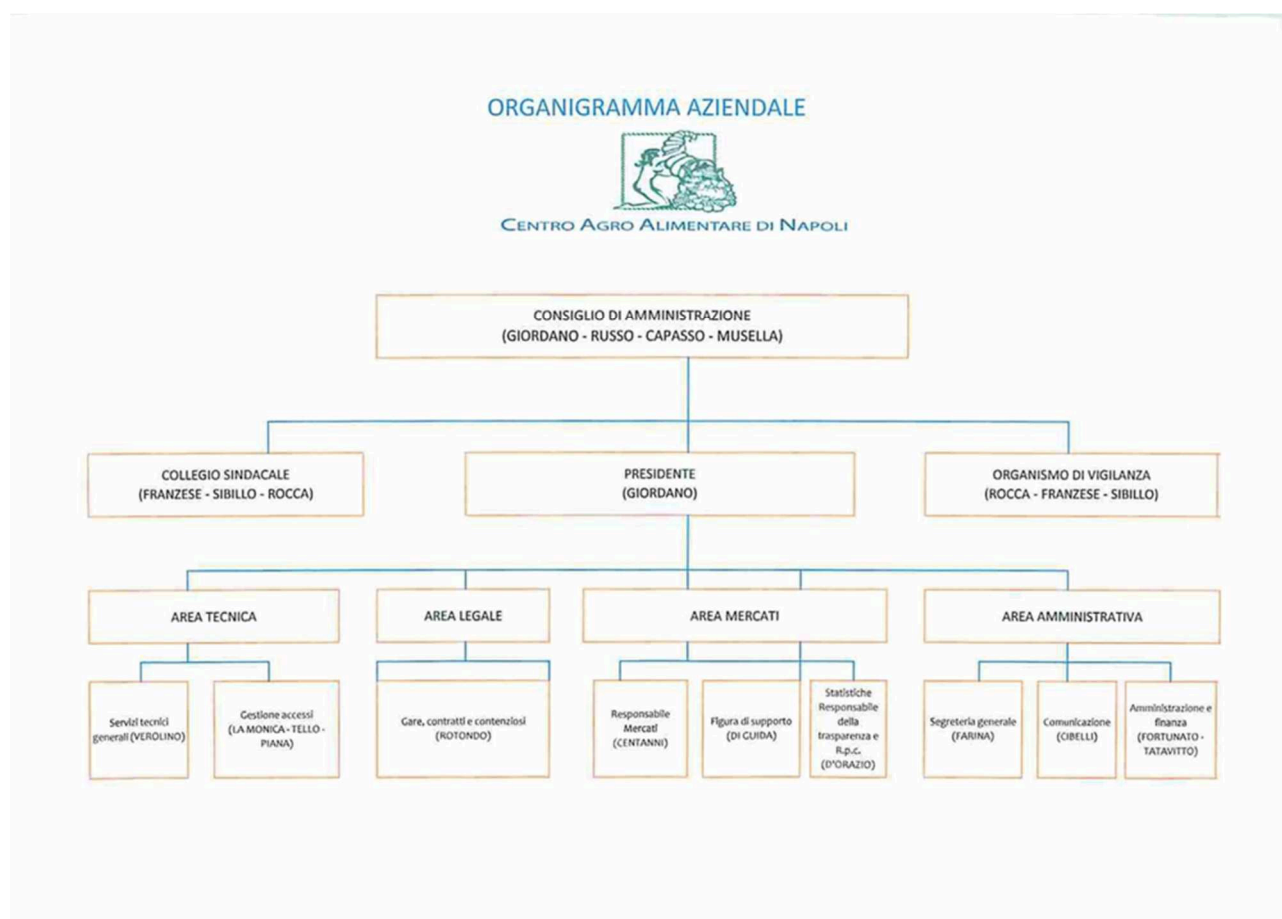 ORGANIGRAMMA AZIENDALE
CENTRO AGRO ALIMENTARE DI NAPOLI
CONSIGLIO DI AMMINISTRAZIONE
(GIORDANO - RUSSO - CAPASSO - MUSELLA)
COLLEGIO SINDACALE
(FRANZESE - SIBILLO - ROCCA)
PRESIDENTE
(GIORDANO)
ORGANISMO DI VIGILANZA
(ROCCA - FRANZESE - SIBILLO)
AREA TECNICA
AREA LEGALE
AREA MERCATI
AREA AMMINISTRATIVA
Servizi tecnici
generali (VEROLINO)
Gestione accessi
(LA MONICA - TELLO -
PIANA)
Gare, contratti e contenziosi
(ROTONDO)
Responsabile
Mercati
(CENTANNI)
Figura di supporto
(DI GUIDA)
Statistiche
Responsabile
della
trasparenza e
R.p.c.
(D'ORAZIO)
Segreteria generale
(FARINA)
Comunicazione
(CIBELLI)
Amministrazione e
finanza
(FORTUNATO -
TATAVITTO)